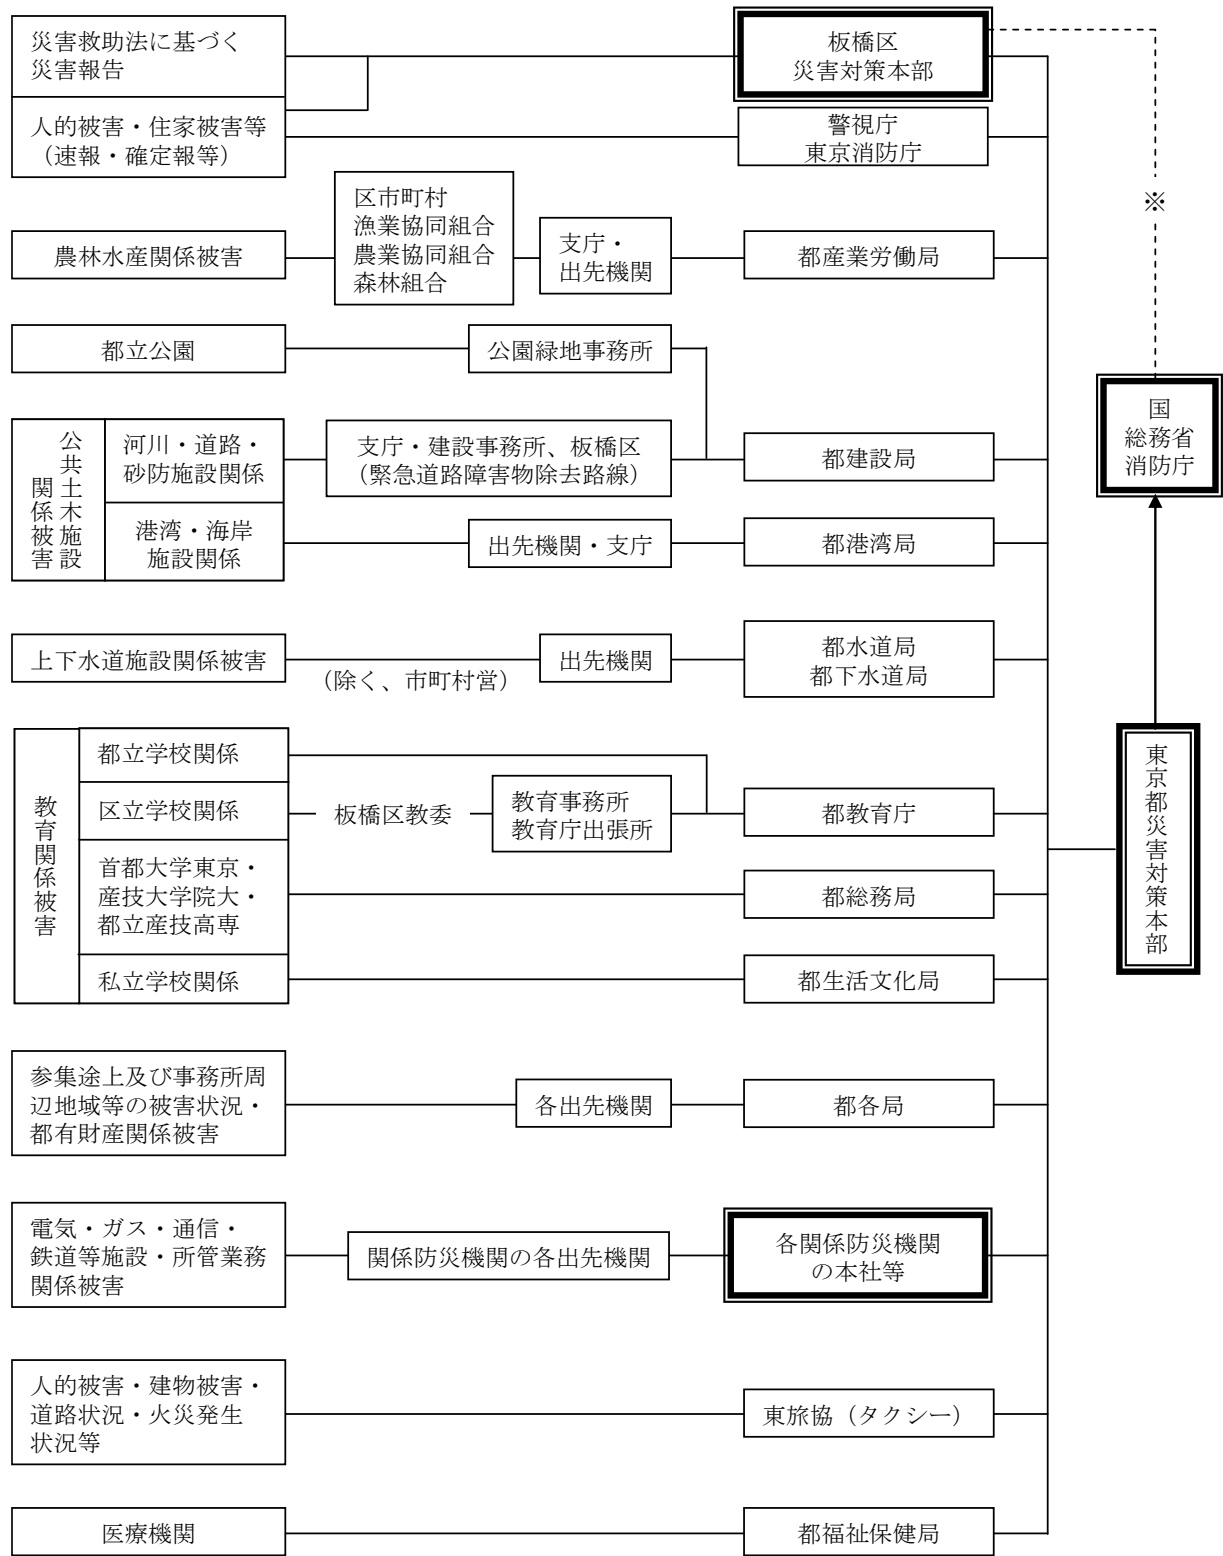 災害救助法に基づく
災害報告
板橋区
災害対策本部
人的被害・住家被害等
（速報・確定報等）
警視庁
東京消防庁
※
農林水産関係被害
区市町村
漁業協同組合
農業協同組合
森林組合
支庁・
出先機関
都産業労働局
都立公園
公園緑地事務所
国
総務省
消防庁
公共土木施設
関係被害
河川・道路・
砂防施設関係
支庁・建設事務所、板橋区
（緊急道路障害物除去路線）
都建設局
港湾・海岸
施設関係
出先機関・支庁
都港湾局
上下水道施設関係被害
（除く、市町村営）
出先機関
都水道局
都下水道局
東京都災害対策本部
教育関係被害
都立学校関係
区立学校関係
板橋区教委
教育事務所
教育庁出張所
都教育庁
首都大学東京・
産技大学院大・
都立産技高専
都総務局
私立学校関係
都生活文化局
参集途上及び事務所周
辺地域等の被害状況・
都有財産関係被害
各出先機関
都各局
電気・ガス・通信・
鉄道等施設・所管業務
関係被害
関係防災機関の各出先機関
各関係防災機関
の本社等
人的被害・建物被害・
道路状況・火災発生
状況等
東旅協（タクシー）
医療機関
都福祉保健局